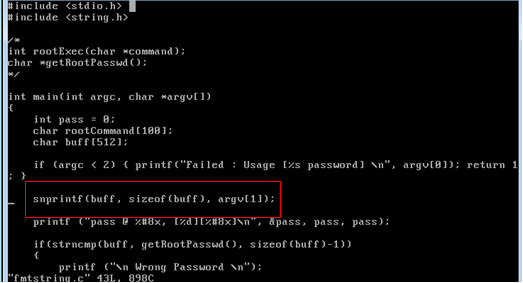 #include <stdio.h>
#include <string.h>
/*
int rootExec(char *command);
char *getRootPasswd();
*/
int main(int argc, char *argv[])
{
int pass = 0;
char rootCommand[100];
char buff[512];
if (argc < 2) { printf("Failed : Usage [%s password] \n", argv[0]); return 1
; }
snprintf(buff, sizeof(buff), argv[1]);
printf ("pass @ %#8x, [%d][%#8x]\n", &pass, pass, pass);
if(strncmp(buff, getRootPasswd(), sizeof(buff)-1))
{
printf ("\n Wrong Password \n");
"fmtstring.c" 43L, 898C